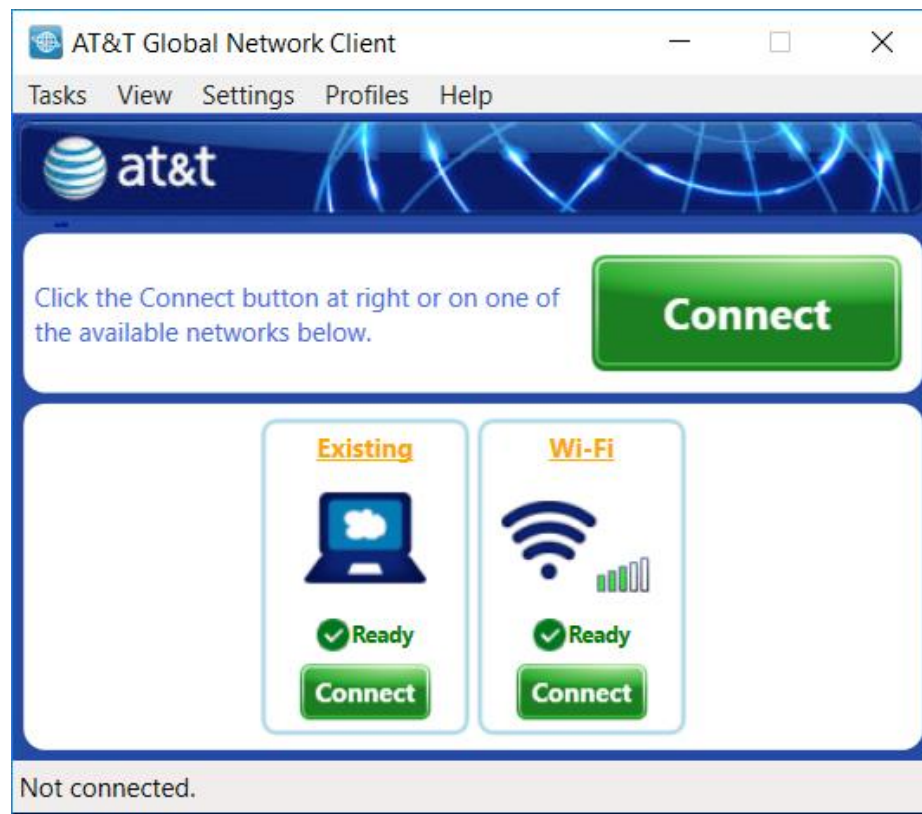 AT&T Global Network Client
Tasks View Settings Profiles Help
at&t
Click the Connect button at right or on one of
the available networks below.
Connect
Existing Wi-Fi
Ready Ready
Connect Connect
Not connected.